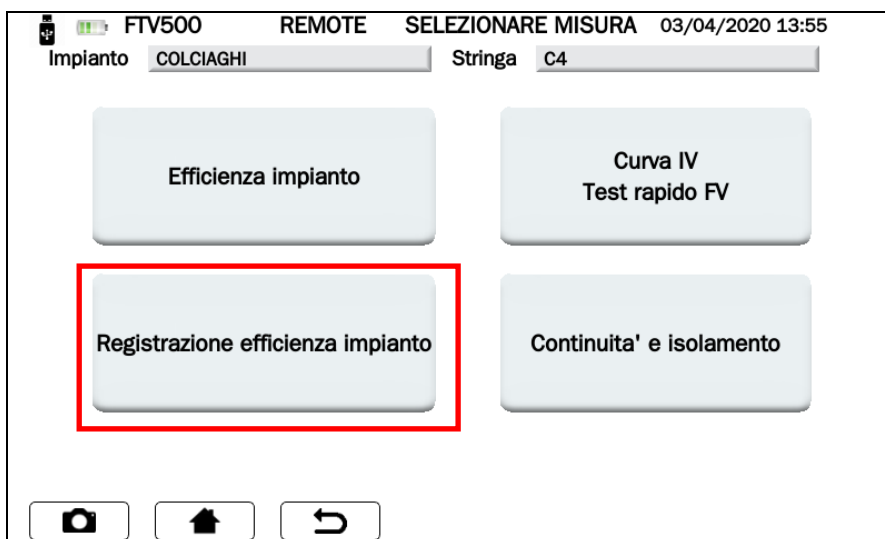 FTV500 REMOTE SELEZIONARE MISURA 03/04/2020 13:55
Impianto COLCIAGHI Stringa C4
Efficienza impianto
Curva IV
Test rapido FV
Registrazione efficienza impianto
Continuita' e isolamento